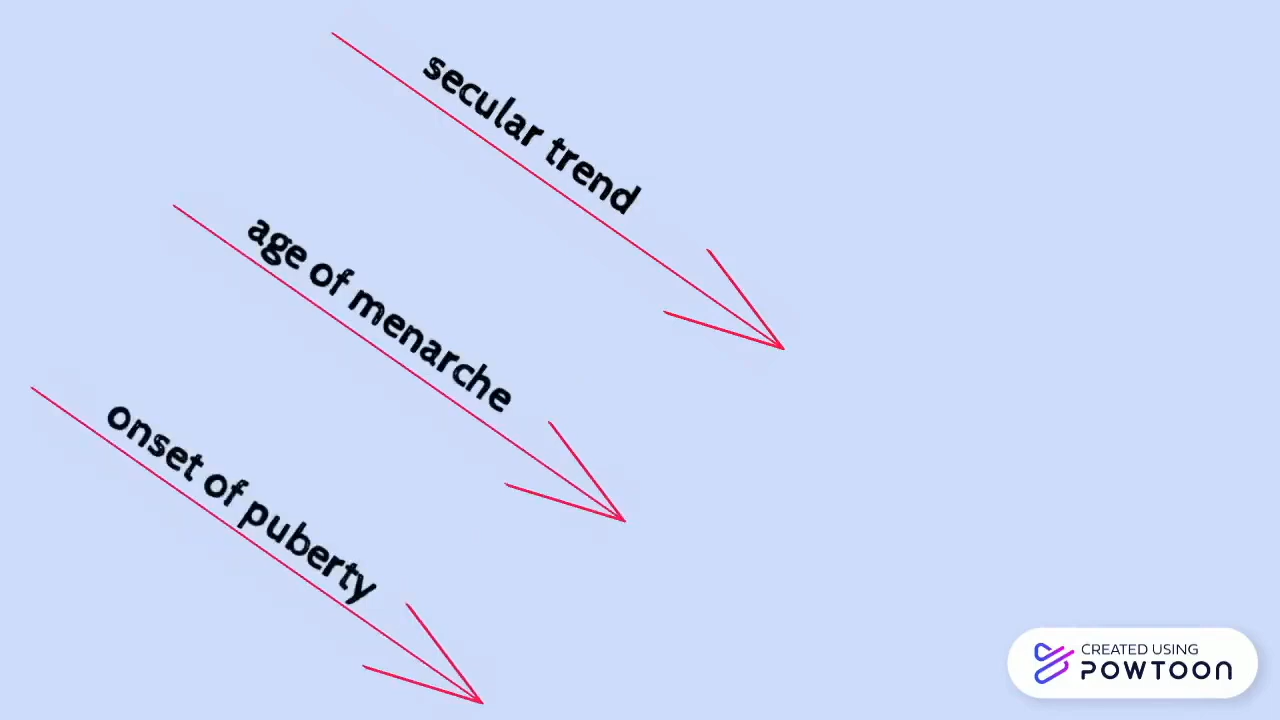 secular trend
age of menarche
onset of puberty
CREATED USING
POWTOON